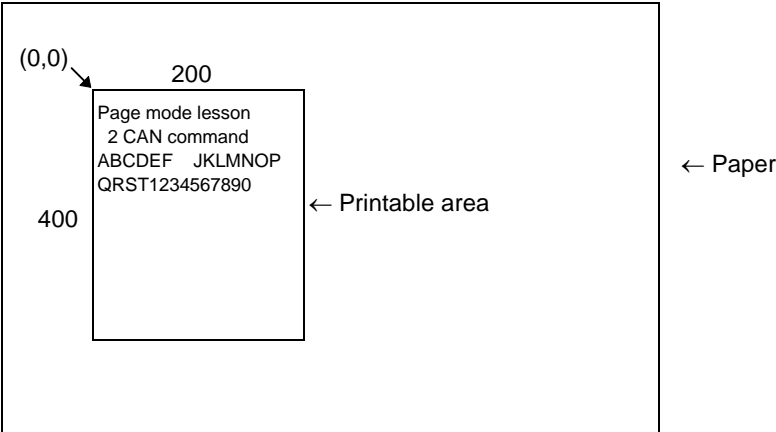 (0,0)
200
Page mode lesson
2 CAN command
ABCDEF JKLMNOP
QRST1234567890
← Paper
← Printable area
400